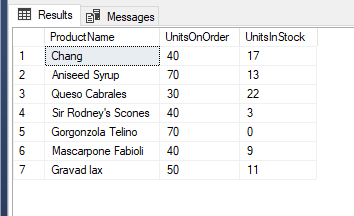 Results Messages
ProductName UnitsOnOrder UnitsInStock
1 Chang 40 17
2 Aniseed Syrup 70 13
3 Queso Cabrales 30 22
4 Sir Rodney's Scones 40 3
5 Gorgonzola Telino 70 0
6 Mascarpone Fabioli 40 9
7 Gravad lax 50 11